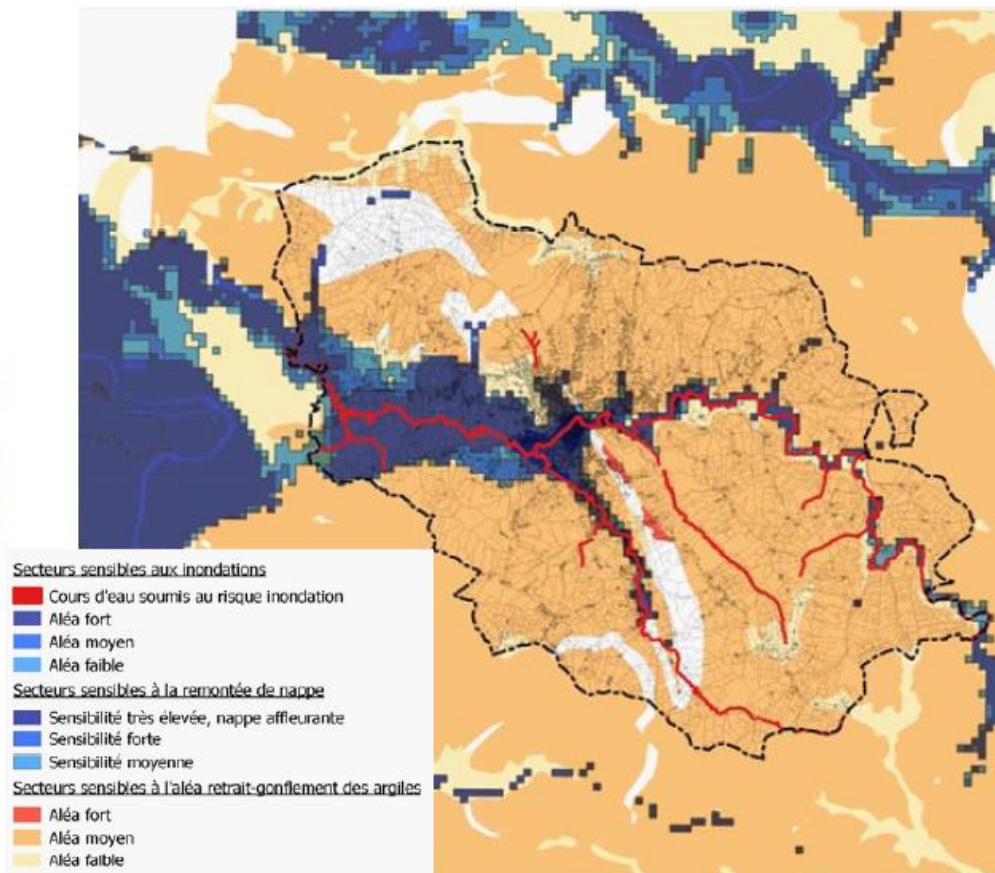 Secteurs sensibles aux inondations
Cours d'eau soumis au risque inondation
Aléa fort
Aléa moyen
Aléa faible
Secteurs sensibles à la remontée de nappe
Sensibilité très élevée, nappe affleurante
Sensibilité forte
Sensibilité moyenne
Secteurs sensibles à l'aléa retrait-gonflement des argiles
Aléa fort
Aléa moyen
Aléa faible